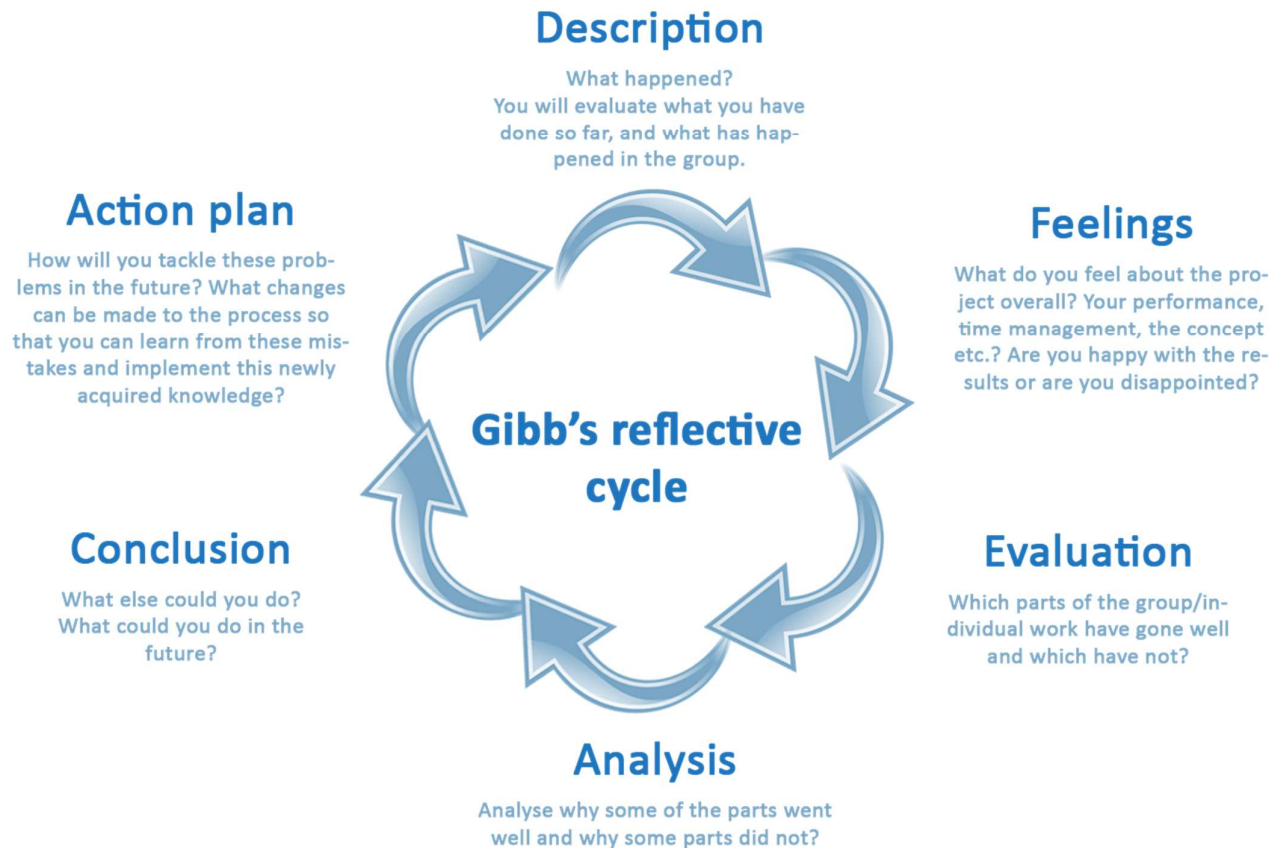 Description
What happened?
You will evaluate what you have
done so far, and what has hap-
pened in the group.
Feelings
What do you feel about the pro-
ject overall? Your performance,
time management, the concept
etc.? Are you happy with the re-
sults or are you disappointed?
Evaluation
Which parts of the group/in-
dividual work have gone well
and which have not?
Analysis
Analyse why some of the parts went
well and why some parts did not?
Conclusion
What else could you do?
What could you do in the
future?
Action plan
How will you tackle these prob-
lems in the future? What changes
can be made to the process so
that you can learn from these mis-
takes and implement this newly
acquired knowledge?
Gibb’s reflective
cycle